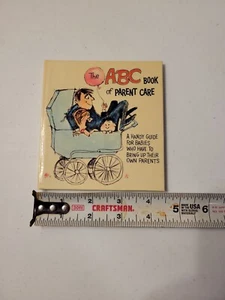 The ABC BOOK
of PARENT CARE
A HANDY GUIDE
FOR BABIES
WHO HAVE TO
BRING UP THEIR
OWN PARENTS
1 2 3 4 5 6
CRAFTSMAN
USA